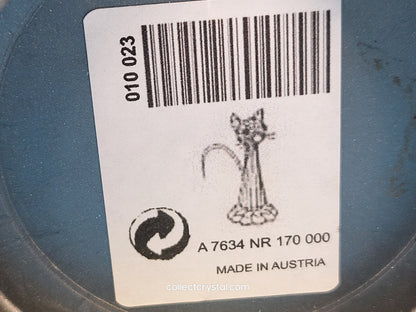 010 023
A 7634 NR 170 000
MADE IN AUSTRIA
collectcrystal.com